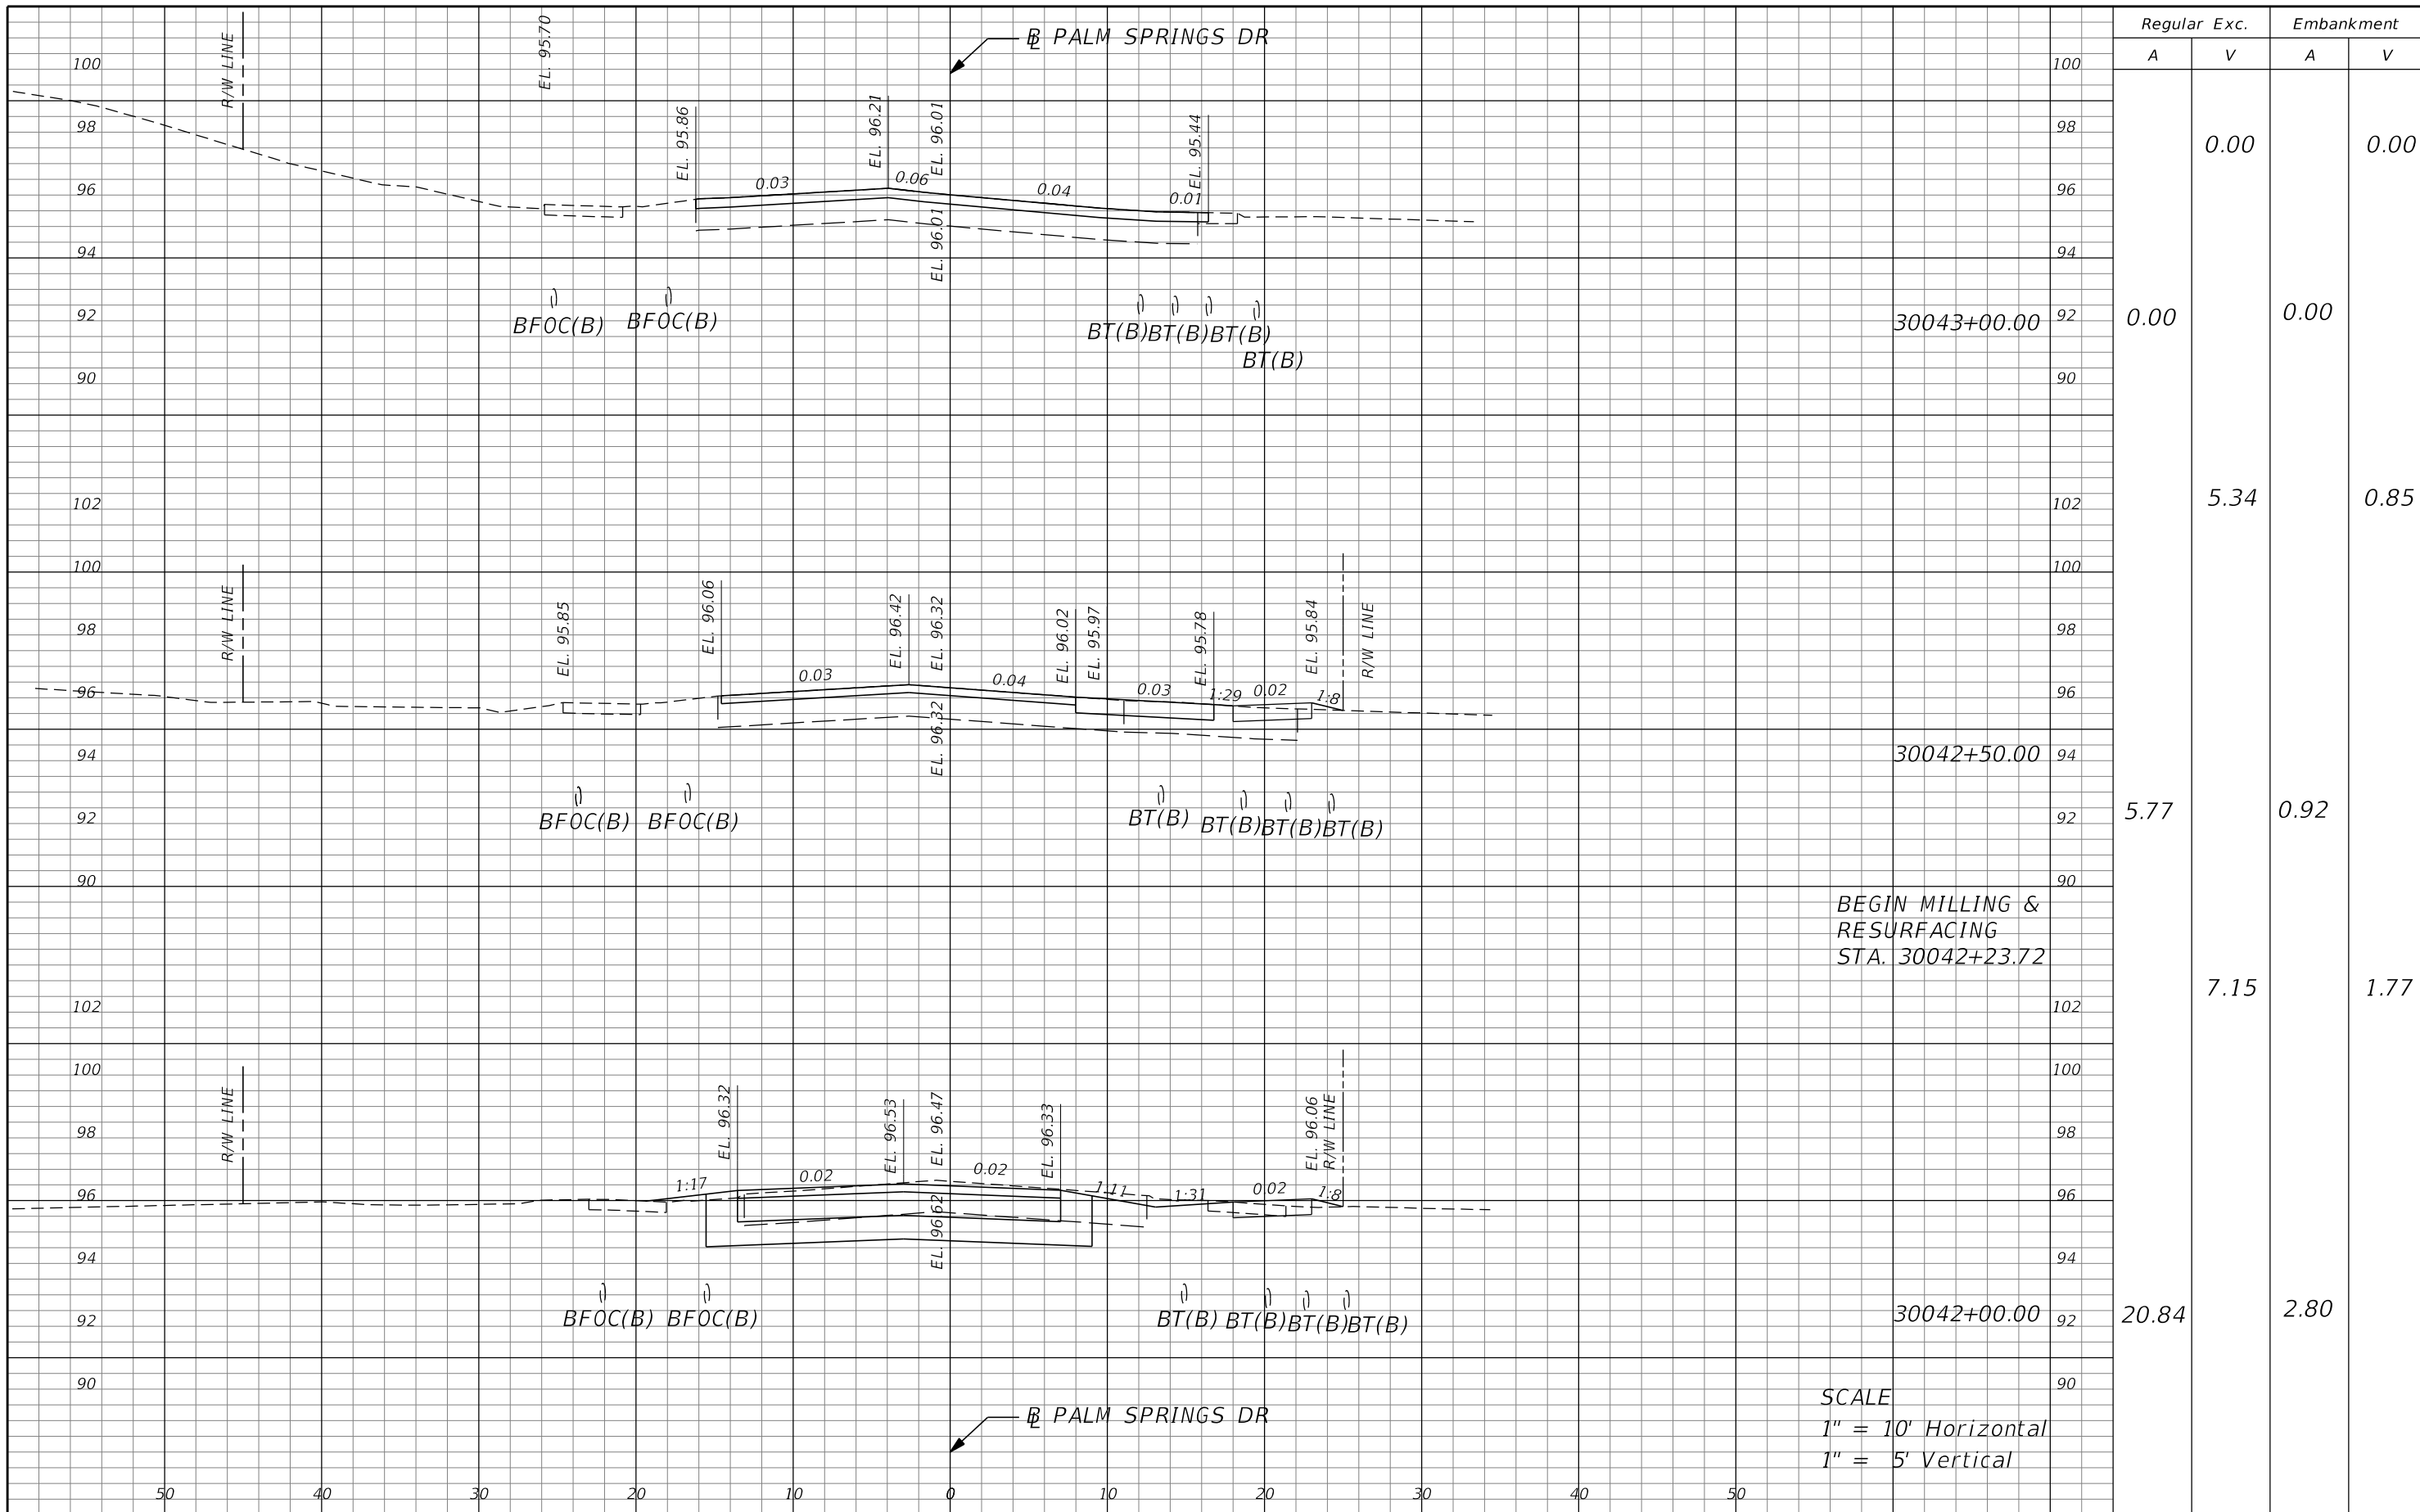 Regular Exc. Embankment
A V A V
R/W LINE
EL. 95.70
℄ PALM SPRINGS DR
100 100
98 98
96 96
94 94
92 92
90 90
EL. 95.86
EL. 96.21
EL. 96.01
EL. 95.44
0.03 0.06 0.04 0.01
EL. 96.01
0.00 0.00
BFOC(B) BFOC(B) BT(B) BT(B) BT(B)
BT(B)
30043+00.00 0.00 0.00
5.34 0.85
102 102
100 100
98 98
96 96
94 94
92 92
90 90
R/W LINE
EL. 95.85
EL. 96.06
EL. 96.42
EL. 96.32
EL. 96.02
EL. 95.97
EL. 95.78
EL. 95.84
R/W LINE
0.03 0.04 0.03 1:29 0.02 1:8
EL. 96.32
30042+50.00
BFOC(B) BFOC(B) BT(B) BT(B) BT(B) BT(B)
5.77 0.92
BEGIN MILLING &
RESURFACING
STA. 30042+23.72
7.15 1.77
102 102
100 100
98 98
96 96
94 94
92 92
90 90
R/W LINE
EL. 96.32
EL. 96.53
EL. 96.47
EL. 96.33
EL. 96.06
R/W LINE
1:17 0.02 0.02 1:11 1:31 0.02 1:8
EL. 96.62
BFOC(B) BFOC(B) BT(B) BT(B) BT(B) BT(B)
30042+00.00 20.84 2.80
℄ PALM SPRINGS DR
SCALE
1" = 10' Horizontal
1" = 5' Vertical
50 40 30 20 10 0 10 20 30 40 50